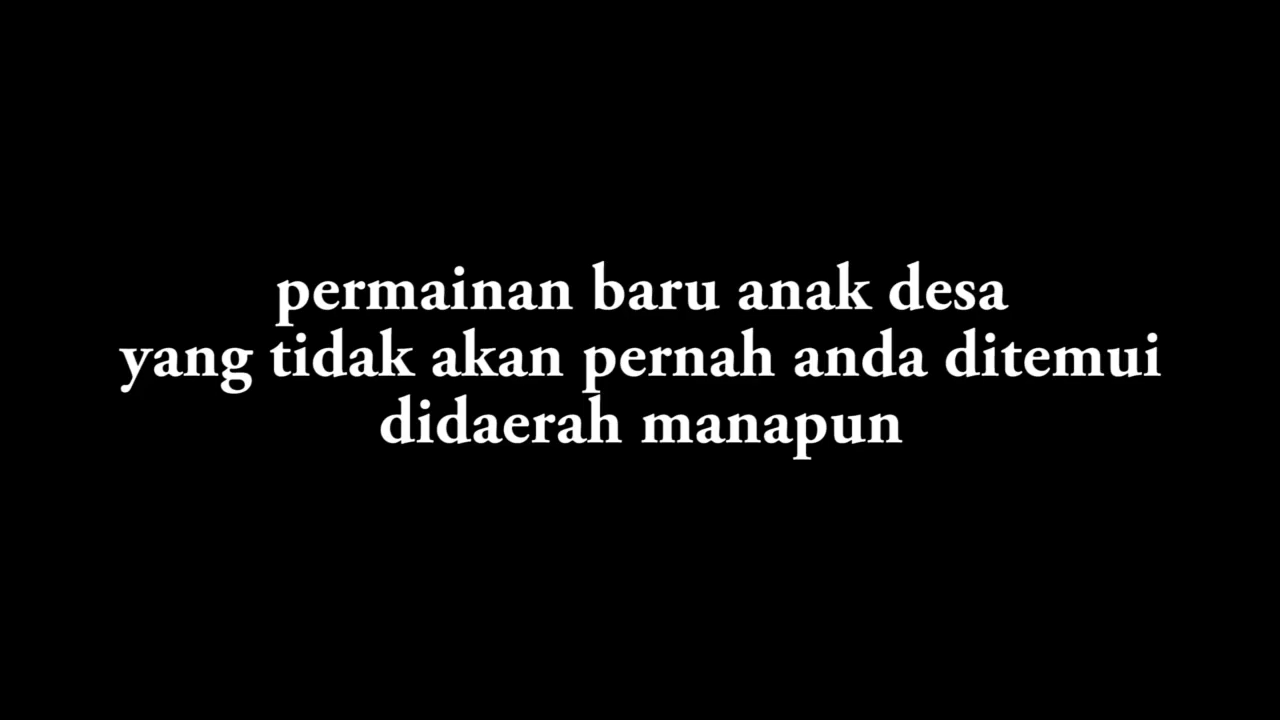 permainan baru anak desa
yang tidak akan pernah anda ditemui
didaerah manapun